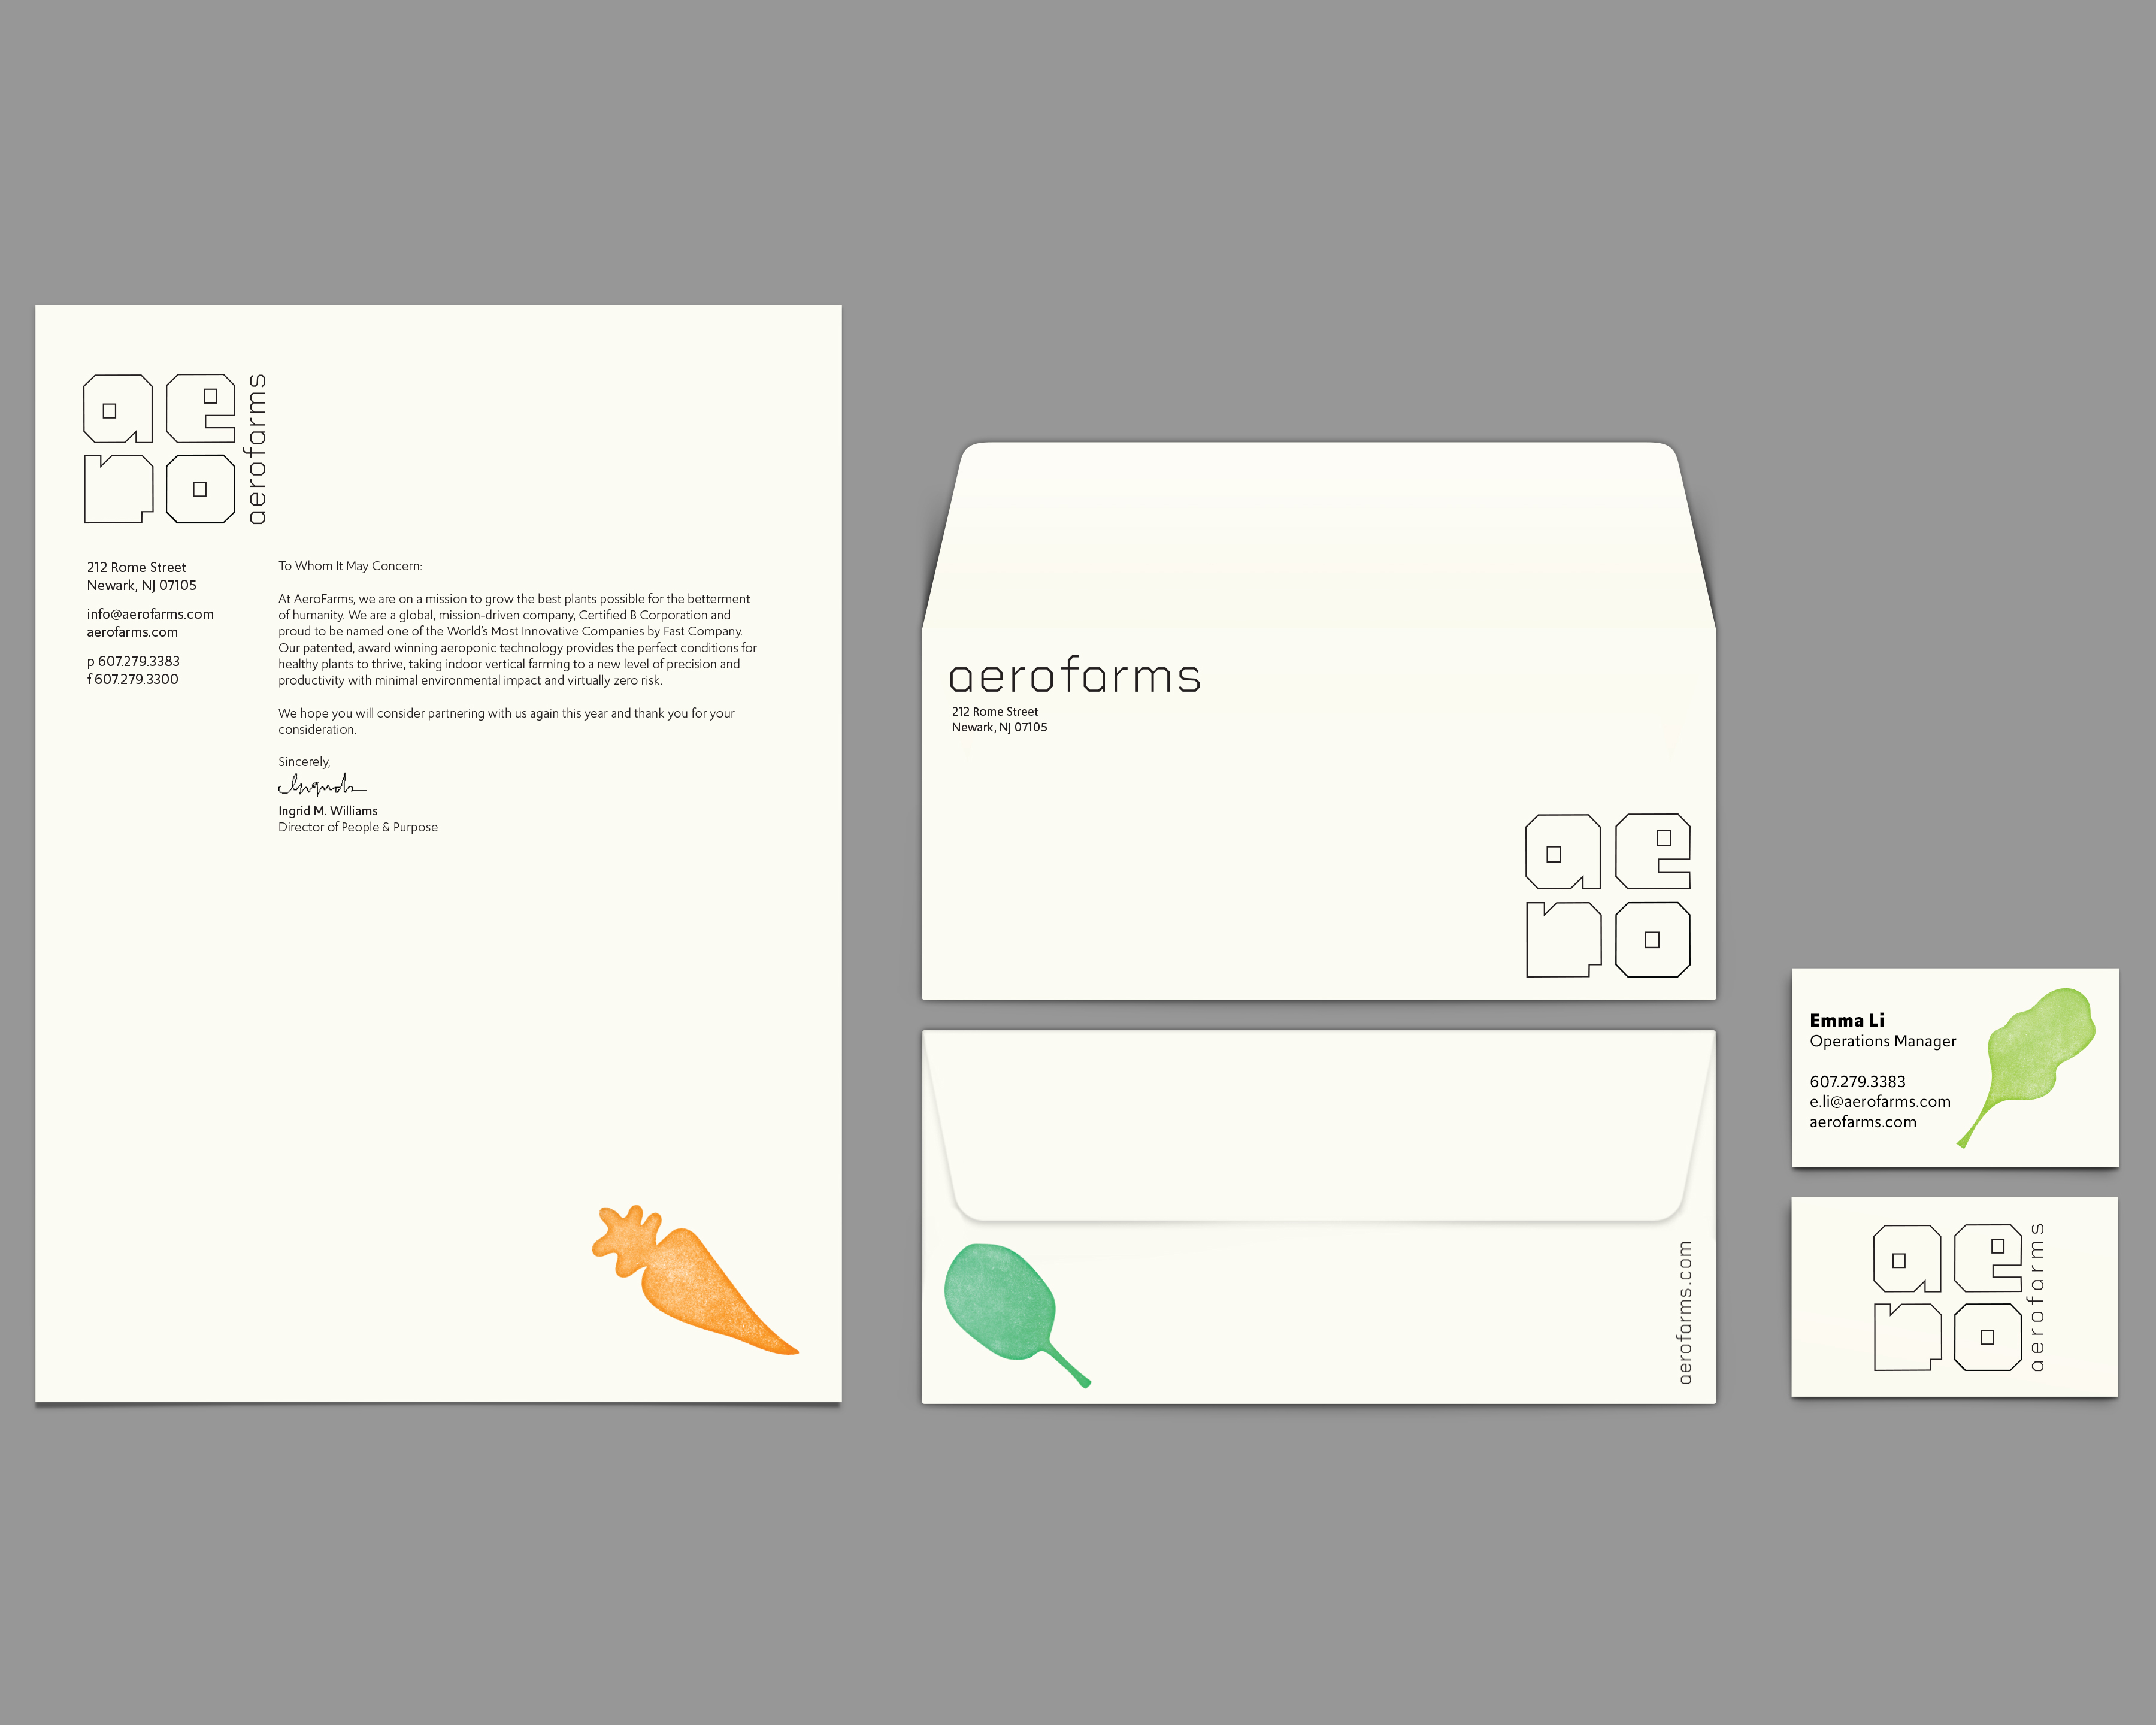 ae
ro
aerofarms
212 Rome Street
Newark, NJ 07105
info@aerofarms.com
aerofarms.com
p 607.279.3383
f 607.279.3300
To Whom It May Concern:
At AeroFarms, we are on a mission to grow the best plants possible for the betterment
of humanity. We are a global, mission-driven company, Certified B Corporation and
proud to be named one of the World's Most Innovative Companies by Fast Company.
Our patented, award winning aeroponic technology provides the perfect conditions for
healthy plants to thrive, taking indoor vertical farming to a new level of precision and
productivity with minimal environmental impact and virtually zero risk.
We hope you will consider partnering with us again this year and thank you for your
consideration.
Sincerely,
Ingrid M. Williams
Director of People & Purpose
aerofarms
212 Rome Street
Newark, NJ 07105
ae
ro
aerofarms.com
Emma Li
Operations Manager
607.279.3383
e.li@aerofarms.com
aerofarms.com
ae
ro
aerofarms